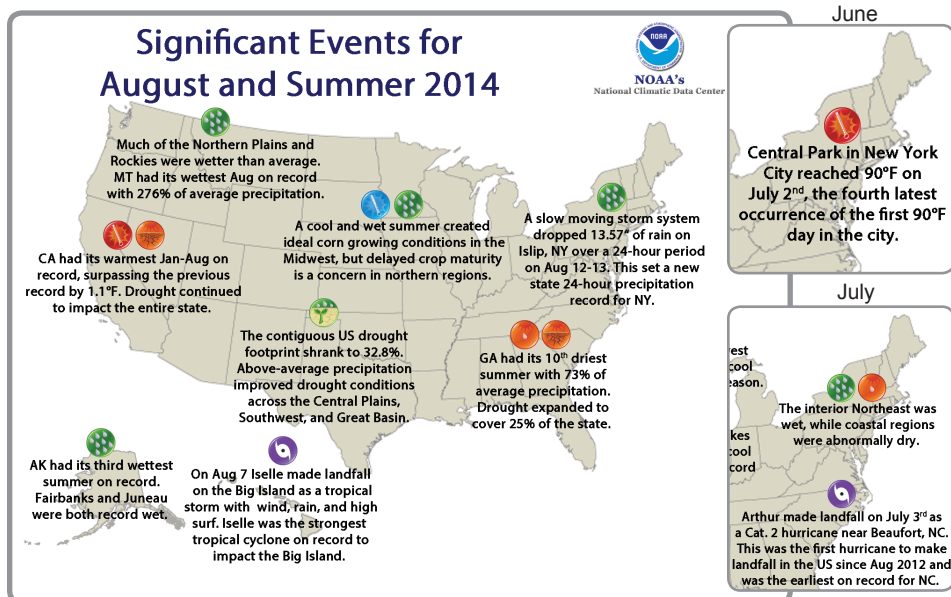 Significant Events for
August and Summer 2014
NOAA
NOAA's
National Climatic Data Center
Much of the Northern Plains and
Rockies were wetter than average.
MT had its wettest Aug on record
with 276% of average precipitation.
A cool and wet summer created
ideal corn growing conditions in the
Midwest, but delayed crop maturity
is a concern in northern regions.
A slow moving storm system
dropped 13.57" of rain on
Islip, NY over a 24-hour period
on Aug 12-13. This set a new
state 24-hour precipitation
record for NY.
CA had its warmest Jan-Aug on
record, surpassing the previous
record by 1.1°F. Drought continued
to impact the entire state.
The contiguous US drought
footprint shrank to 32.8%.
Above-average precipitation
improved drought conditions
across the Central Plains,
Southwest, and Great Basin.
GA had its 10th driest
summer with 73% of
average precipitation.
Drought expanded to
cover 25% of the state.
AK had its third wettest
summer on record.
Fairbanks and Juneau
were both record wet.
On Aug 7 Iselle made landfall
on the Big Island as a tropical
storm with wind, rain, and high
surf. Iselle was the strongest
tropical cyclone on record to
impact the Big Island.
June
Central Park in New York
City reached 90°F on
July 2nd, the fourth latest
occurrence of the first 90°F
day in the city.
July
cool
The interior Northeast was
wet, while coastal regions
were abnormally dry.
cool
Arthur made landfall on July 3rd as
a Cat. 2 hurricane near Beaufort, NC.
This was the first hurricane to make
landfall in the US since Aug 2012 and
was the earliest on record for NC.